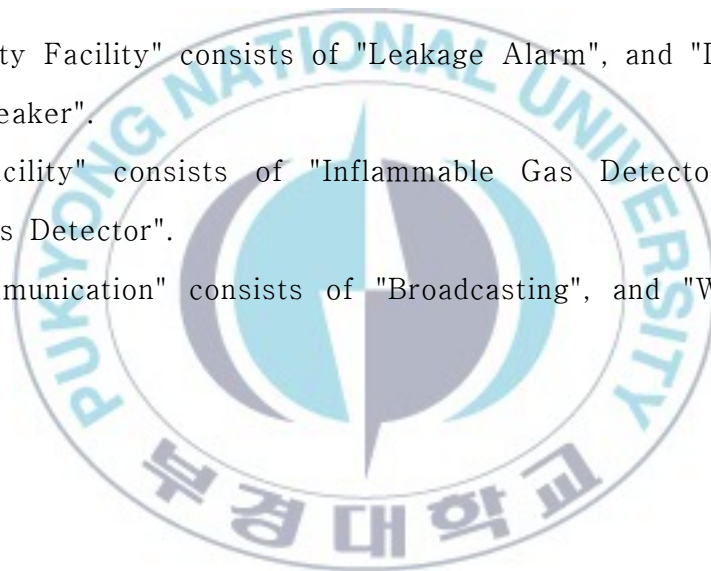 ty Facility" consists of "Leakage Alarm", and "
eaker".
cility" consists of "Inflammable Gas Detecto
s Detector".
munication" consists of "Broadcasting", and "W
PUKYONG NATIONAL UNIVERSITY
부경대학교